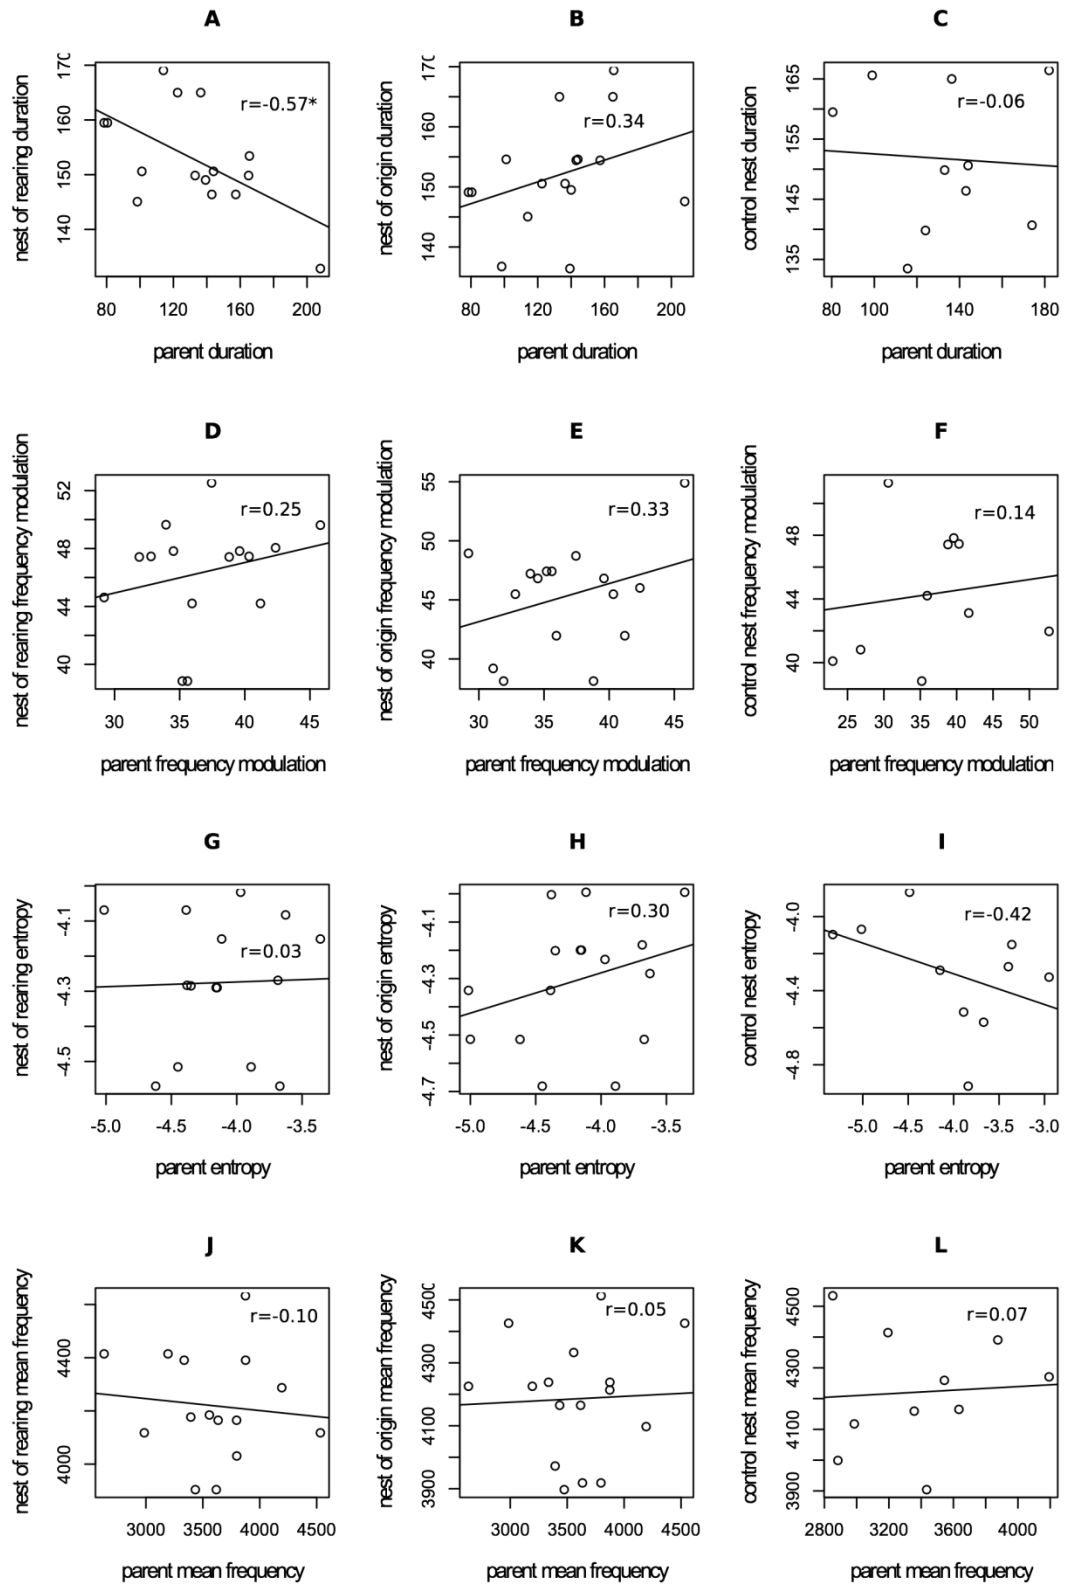 A
nest of rearing duration
140 150 160 170
r=-0.57*
80 120 160 200
parent duration
B
nest of origin duration
140 150 160 170
r=0.34
80 120 160 200
parent duration
C
control nest duration
135 145 155 165
r=-0.06
80 100 140 180
parent duration
D
nest of rearing frequency modulation
40 44 48 52
r=0.25
30 35 40 45
parent frequency modulation
E
nest of origin frequency modulation
40 45 50 55
r=0.33
30 35 40 45
parent frequency modulation
F
control nest frequency modulation
40 44 48
r=0.14
25 30 35 40 45 50
parent frequency modulation
G
nest of rearing entropy
-4.5 -4.3 -4.1
r=0.03
-5.0 -4.5 -4.0 -3.5
parent entropy
H
nest of origin entropy
-4.7 -4.5 -4.3 -4.1
r=0.30
-5.0 -4.5 -4.0 -3.5
parent entropy
I
control nest entropy
-4.8 -4.4 -4.0
r=-0.42
-5.0 -4.5 -4.0 -3.5 -3.0
parent entropy
J
nest of rearing mean frequency
4000 4400
r=-0.10
3000 3500 4000 4500
parent mean frequency
K
nest of origin mean frequency
3900 4100 4300 4500
r=0.05
3000 3500 4000 4500
parent mean frequency
L
control nest mean frequency
3900 4100 4300 4500
r=0.07
2800 3200 3600 4000
parent mean frequency